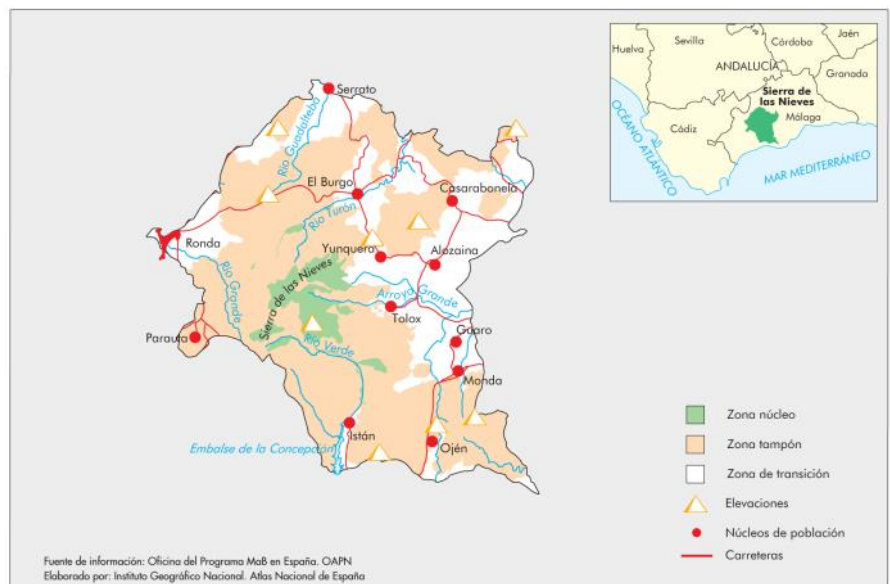 Serrato
Río Guadalteba
El Burgo
Casarabonela
Río Turón
Ronda
Yunquera
Alozaina
Río Grande
Sierra de las Nieves
Arroyo Grande
Tolox
Parauta
Río Verde
Guaro
Monda
Istán
Embalse de la Concepción
Ojén
Huelva
Sevilla
Córdoba
Jaén
ANDALUCÍA
Granada
Sierra de
las Nieves
Málaga
Cádiz
OCÉANO ATLÁNTICO
MAR MEDITERRÁNEO
Zona núcleo
Zona tampón
Zona de transición
Elevaciones
Núcleos de población
Carreteras
Fuente de información: Oficina del Programa MaB en España. OAPN
Elaborado por: Instituto Geográfico Nacional. Atlas Nacional de España